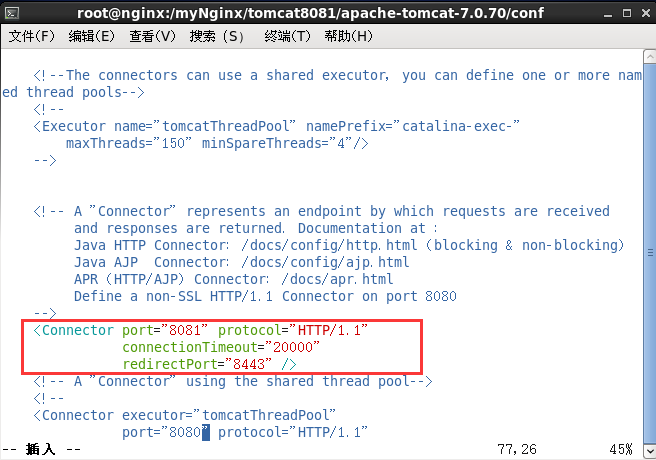 root@nginx:/myNginx/tomcat8081/apache-tomcat-7.0.70/conf
文件(F) 编辑(E) 查看(V) 搜索 (S) 终端(T) 帮助(H)
<!--The connectors can use a shared executor, you can define one or more nam
ed thread pools-->
<!--
<Executor name="tomcatThreadPool" namePrefix="catalina-exec-"
maxThreads="150" minSpareThreads="4"/>
-->
<!-- A "Connector" represents an endpoint by which requests are received
and responses are returned. Documentation at :
Java HTTP Connector: /docs/config/http.html (blocking & non-blocking)
Java AJP  Connector: /docs/config/ajp.html
APR (HTTP/AJP) Connector: /docs/apr.html
Define a non-SSL HTTP/1.1 Connector on port 8080
-->
<Connector port="8081" protocol="HTTP/1.1"
connectionTimeout="20000"
redirectPort="8443" />
<!-- A "Connector" using the shared thread pool-->
<!--
<Connector executor="tomcatThreadPool"
port="8080" protocol="HTTP/1.1"
-- 插入 -- 77,26 45%